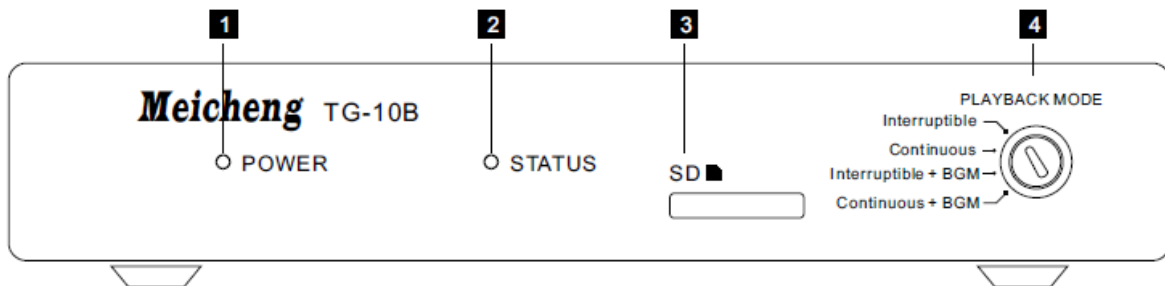 1
2
3
4
Meicheng TG-10B
PLAYBACK MODE
Interruptible
Continuous
Interruptible + BGM
Continuous + BGM
POWER
STATUS
SD